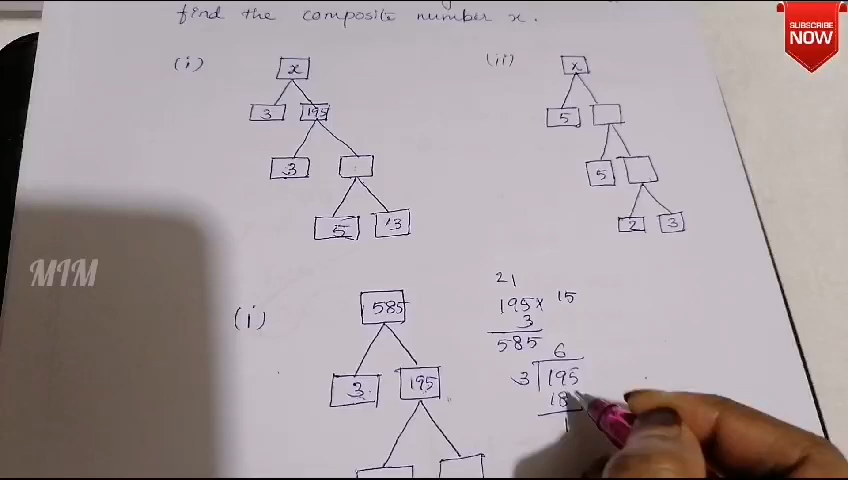 find the composite number x.
(i)
x
3
195
3
5
13
(ii)
x
5
5
2
3
(i)
585
3
195
21
195x 15
3
585
6
3 195
18
1
MIM
SUBSCRIBE
NOW